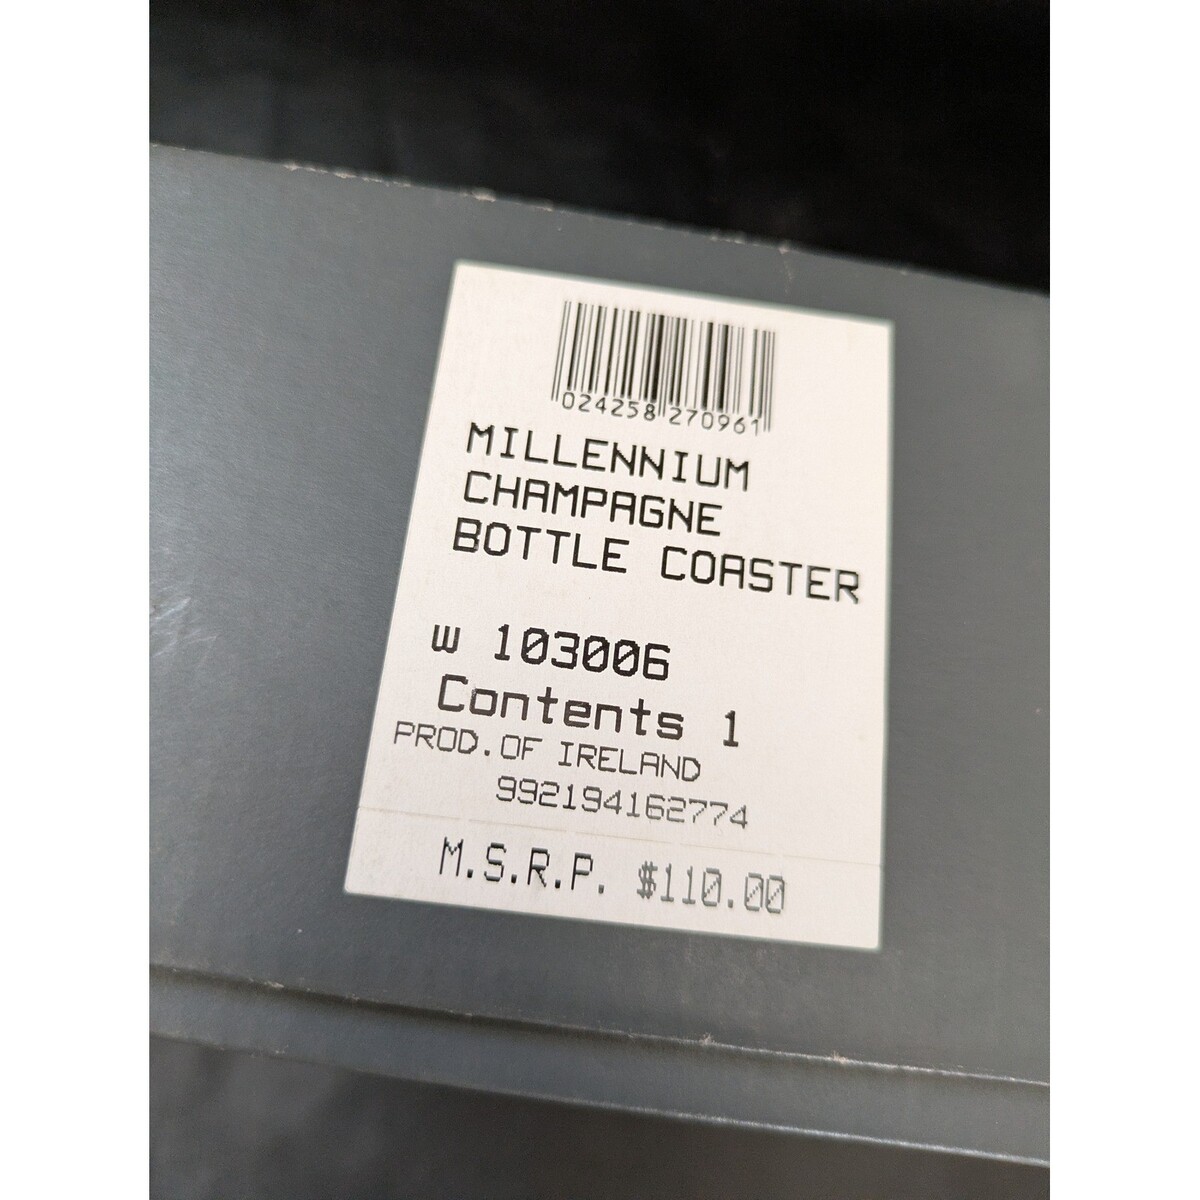 024258 270961
MILLENNIUM
CHAMPAGNE
BOTTLE COASTER
W 103006
Contents 1
PROD.OF IRELAND
992194162774
M.S.R.P. $110.00